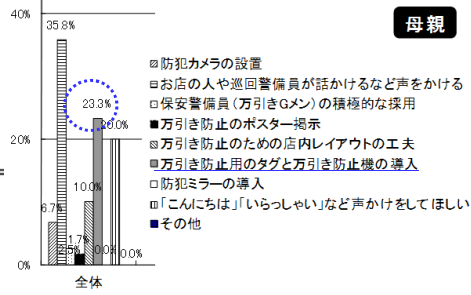 母親
40%
35.8%
23.3%
20.0%
20%
10.0%
6.7%
2.5%
1.7%
0.0%
0.0%
0%
全体
防犯カメラの設置
お店の人や巡回警備員が話かけるなど声をかける
保安警備員(万引きGメン)の積極的な採用
万引き防止のポスター掲示
万引き防止のための店内レイアウトの工夫
万引き防止用のタグと万引き防止機の導入
防犯ミラーの導入
「こんにちは」「いらっしゃい」など声かけをしてほしい
その他